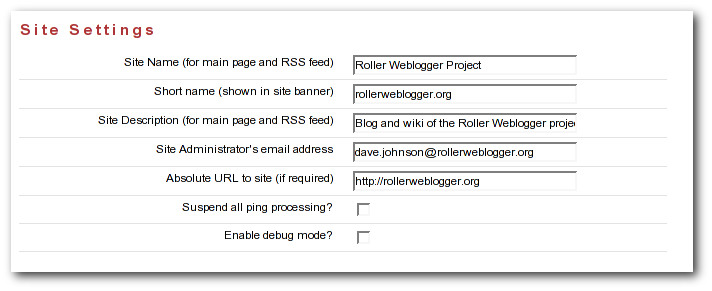 Site Settings
Site Name (for main page and RSS feed) Roller Weblogger Project
Short name (shown in site banner) rollerweblogger.org
Site Description (for main page and RSS feed) Blog and wiki of the Roller Weblogger projec
Site Administrator's email address dave.johnson@rollerweblogger.org
Absolute URL to site (if required) http://rollerweblogger.org
Suspend all ping processing?
Enable debug mode?